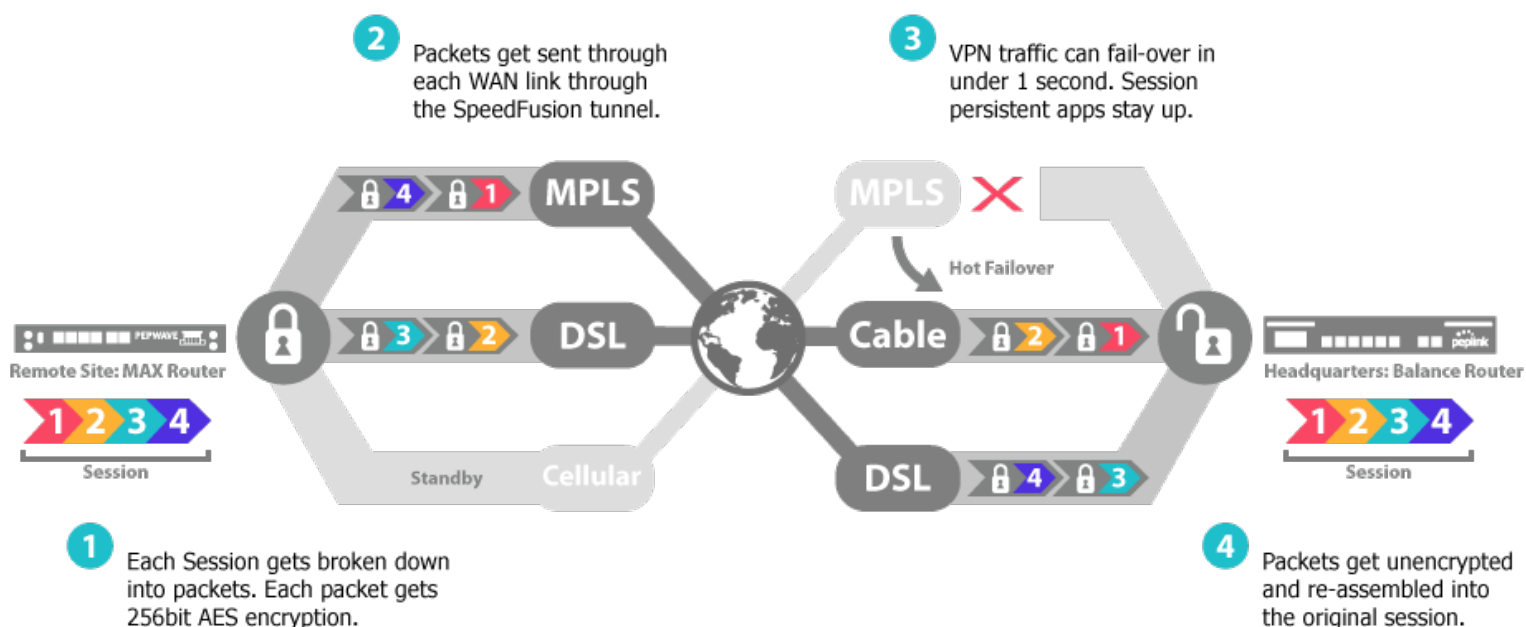 2
Packets get sent through
each WAN link through
the SpeedFusion tunnel.
3
VPN traffic can fail-over in
under 1 second. Session
persistent apps stay up.
4 1 MPLS
MPLS
Hot Failover
3 2 DSL
Cable 2 1
PEPWAVE
Remote Site: MAX Router
peplink
Headquarters: Balance Router
1 2 3 4
Session
1 2 3 4
Session
Standby Cellular
DSL 4 3
1
Each Session gets broken down
into packets. Each packet gets
256bit AES encryption.
4
Packets get unencrypted
and re-assembled into
the original session.